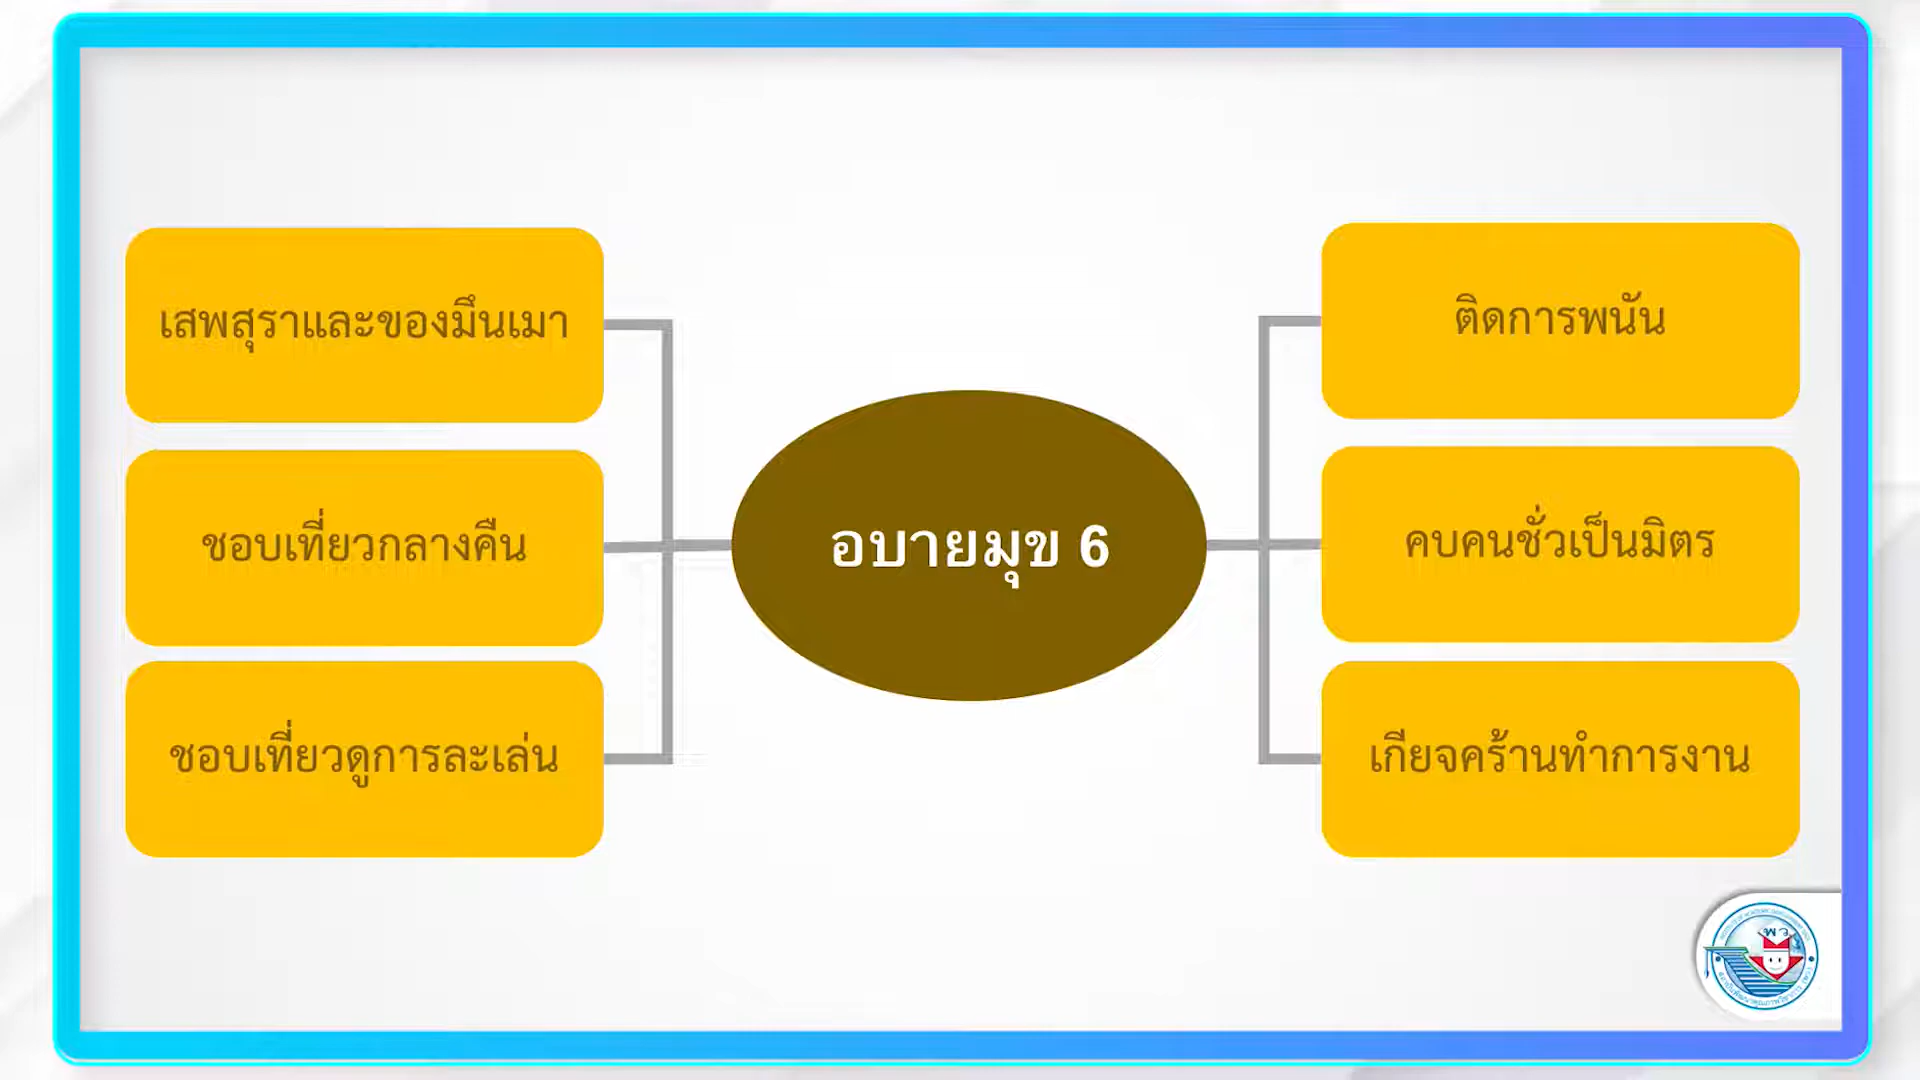 เสพสุราและของมึนเมา
ชอบเที่ยวกลางคืน
ชอบเที่ยวดูการละเล่น
อบายมุข 6
ติดการพนัน
คบคนชั่วเป็นมิตร
เกียจคร้านทำการงาน
พว